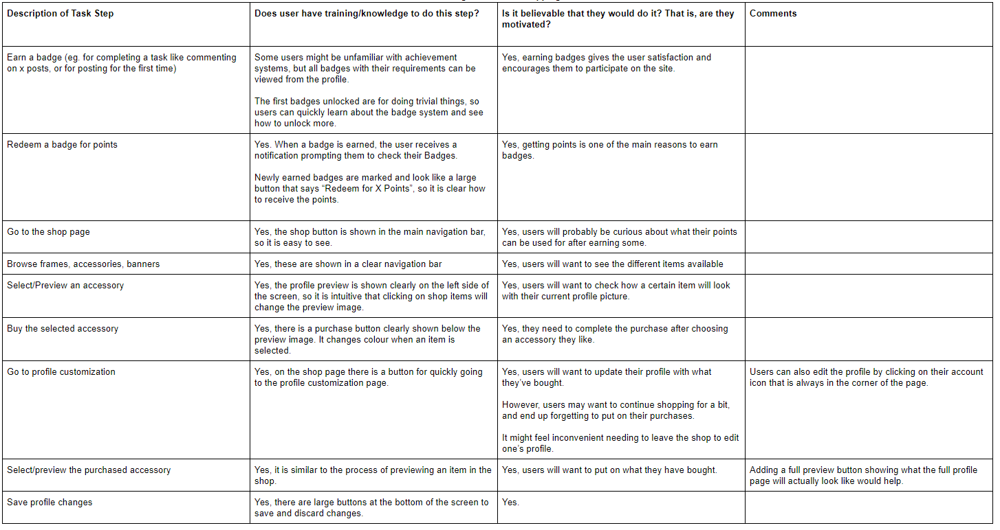 Description of Task Step
Does user have training/knowledge to do this step?
Is it believable that they would do it? That is, are they
motivated?
Comments
Earn a badge (eg. for completing a task like commenting
on x posts, or for posting for the first time)
Some users might be unfamiliar with achievement
systems, but all badges with their requirements can be
viewed from the profile.
The first badges unlocked are for doing trivial things, so
users can quickly learn about the badge system and see
how to unlock more.
Yes, earning badges gives the user satisfaction and
encourages them to participate on the site.
Redeem a badge for points
Yes. When a badge is earned, the user receives a
notification prompting them to check their Badges.
Newly earned badges are marked and look like a large
button that says “Redeem for X Points”, so it is clear how
to receive the points.
Yes, getting points is one of the main reasons to earn
badges.
Go to the shop page
Yes, the shop button is shown in the main navigation bar,
so it is easy to see.
Yes, users will probably be curious about what their points
can be used for after earning some.
Browse frames, accessories, banners
Yes, these are shown in a clear navigation bar
Yes, users will want to see the different items available
Select/Preview an accessory
Yes, the profile preview is shown clearly on the left side of
the screen, so it is intuitive that clicking on shop items will
change the preview image.
Yes, users will want to check how a certain item will look
with their current profile picture.
Buy the selected accessory
Yes, there is a purchase button clearly shown below the
preview image. It changes colour when an item is
selected.
Yes, they need to complete the purchase after choosing
an accessory they like.
Go to profile customization
Yes, on the shop page there is a button for quickly going
to the profile customization page.
Yes, users will want to update their profile with what
they’ve bought.
However, users may want to continue shopping for a bit,
and end up forgetting to put on their purchases.
It might feel inconvenient needing to leave the shop to edit
one’s profile.
Users can also edit the profile by clicking on their account
icon that is always in the corner of the page.
Select/preview the purchased accessory
Yes, it is similar to the process of previewing an item in the
shop.
Yes, users will want to put on what they have bought.
Adding a full preview button showing what the full profile
page will actually look like would help.
Save profile changes
Yes, there are large buttons at the bottom of the screen to
save and discard changes.
Yes.